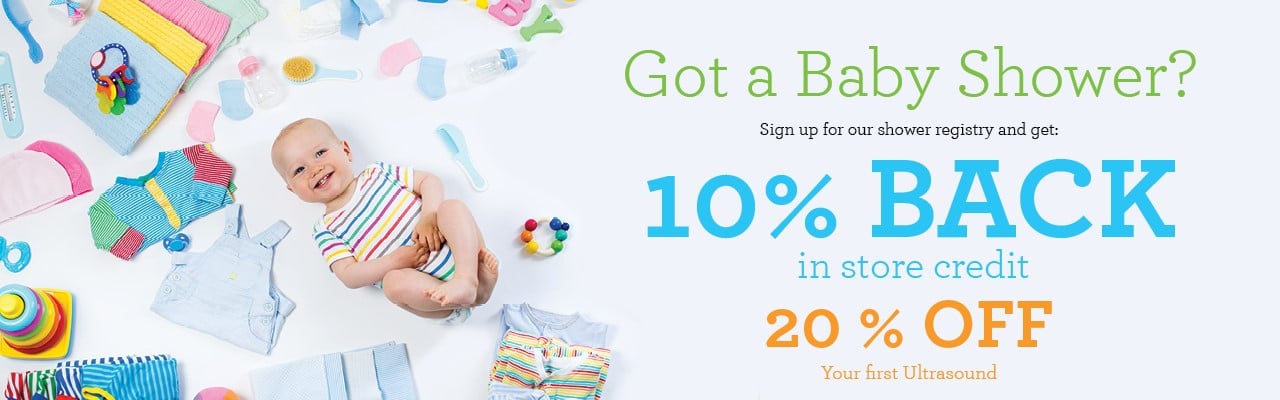 Got a Baby Shower?
Sign up for our shower registry and get:
10% BACK
in store credit
20 % OFF
Your first Ultrasound